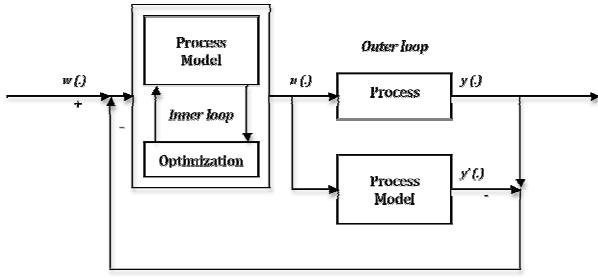 Process
Model
Outer loop
w (.)
u (.)
Process
y (.)
+
-
Inner loop
Optimization
Process
Model
y' (.)
-